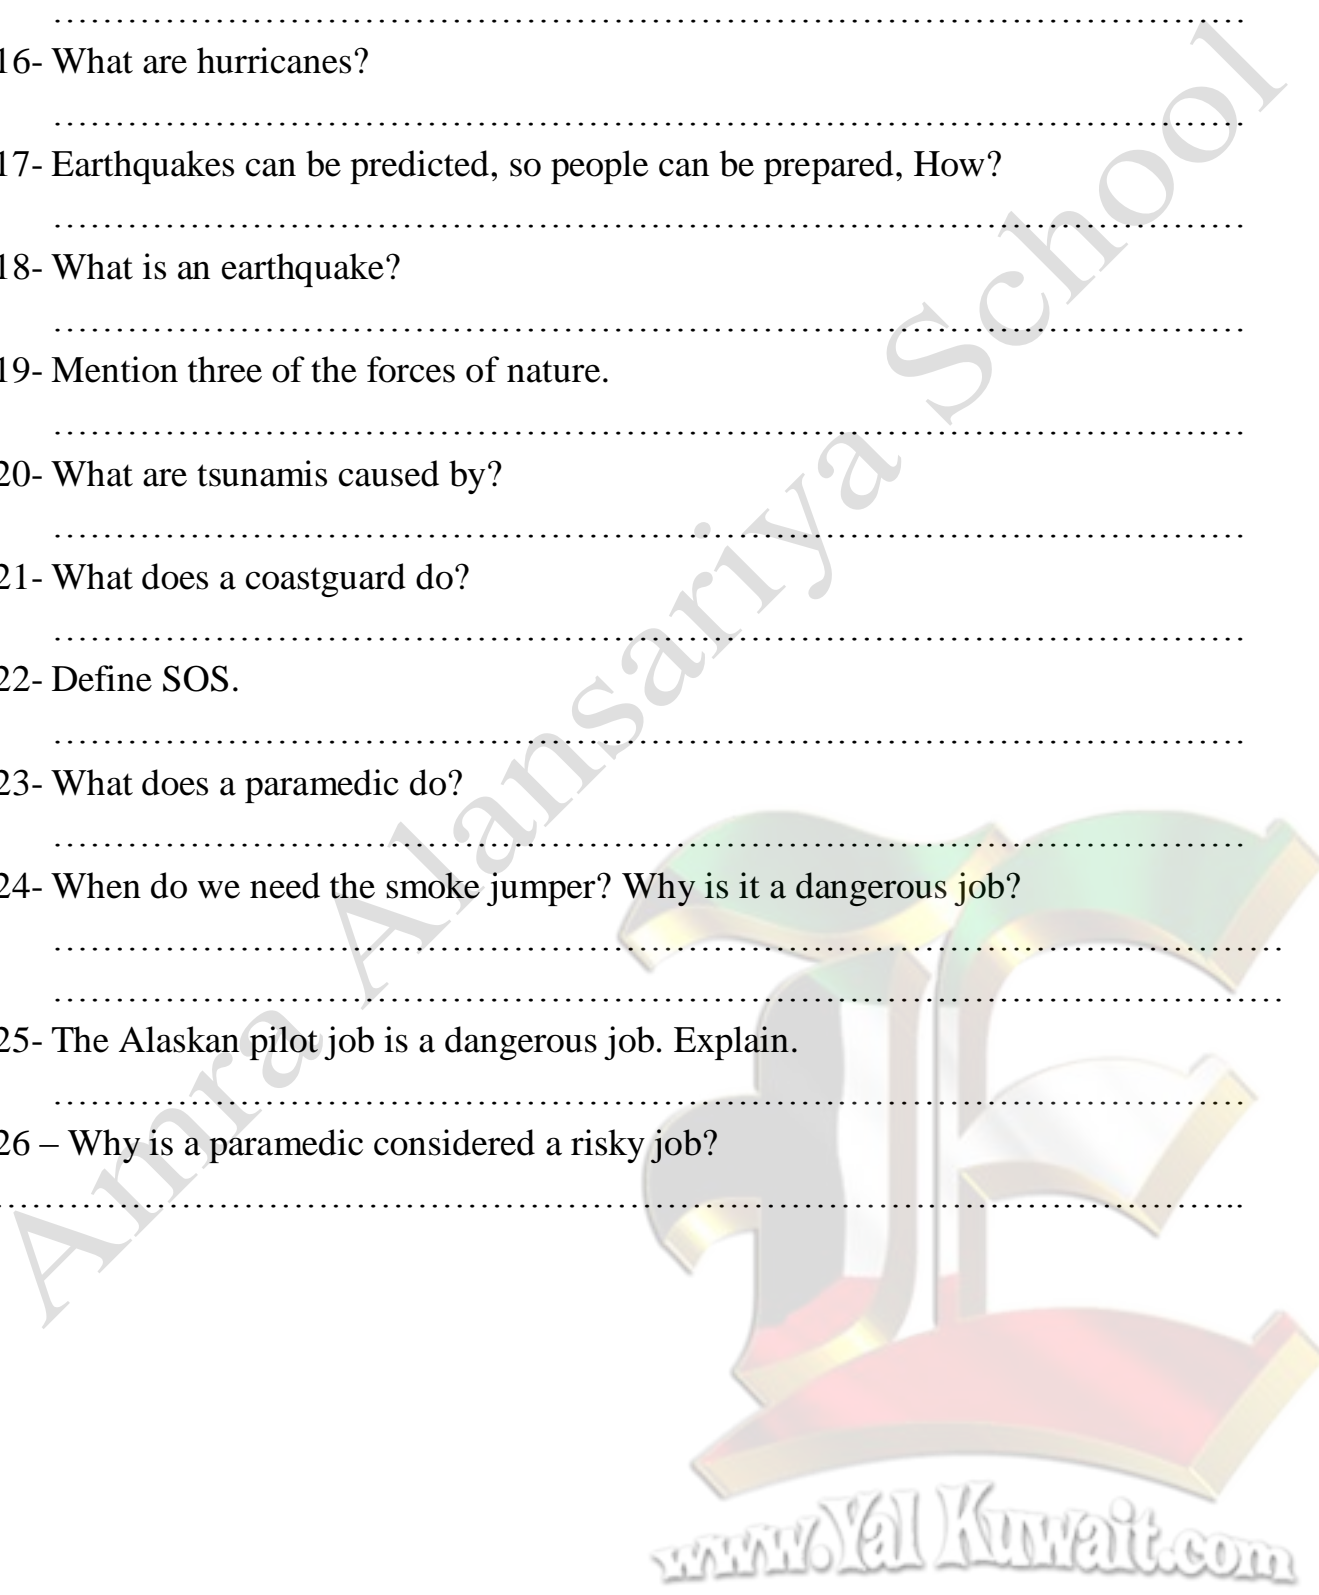 ………………………………………………………………………………………
16- What are hurricanes?
………………………………………………………………………………………
17- Earthquakes can be predicted, so people can be prepared, How?
………………………………………………………………………………………
18- What is an earthquake?
………………………………………………………………………………………
19- Mention three of the forces of nature.
………………………………………………………………………………………
20- What are tsunamis caused by?
………………………………………………………………………………………
21- What does a coastguard do?
………………………………………………………………………………………
22- Define SOS.
………………………………………………………………………………………
23- What does a paramedic do?
………………………………………………………………………………………
24- When do we need the smoke jumper? Why is it a dangerous job?
…………………………………………………………………………………………
…………………………………………………………………………………………
25- The Alaskan pilot job is a dangerous job. Explain.
………………………………………………………………………………………
26 – Why is a paramedic considered a risky job?
…………………………………………………………………………………………..
Amra Alansariya School
www.Yal Kuwait.com